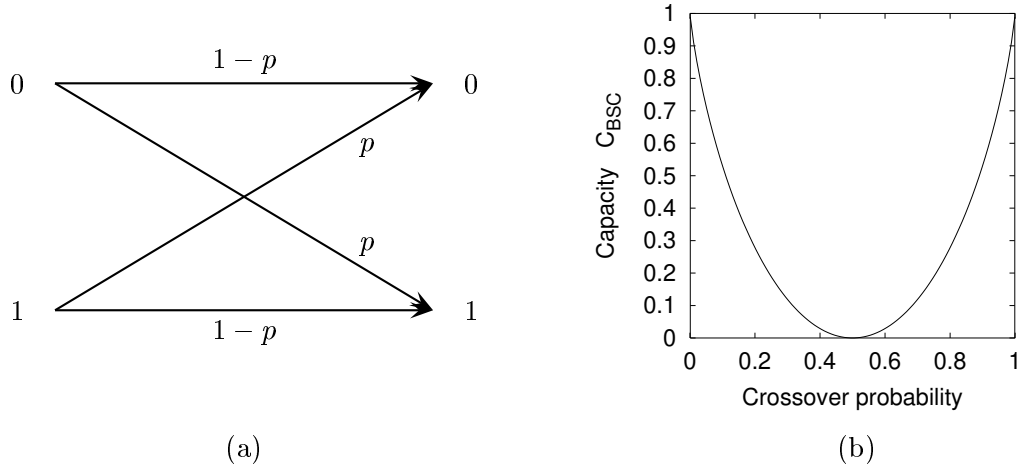 1 − p
0
0
p
p
1
1
1 − p
(a)
Capacity C_BSC
1
0.9
0.8
0.7
0.6
0.5
0.4
0.3
0.2
0.1
0
0 0.2 0.4 0.6 0.8 1
Crossover probability
(b)